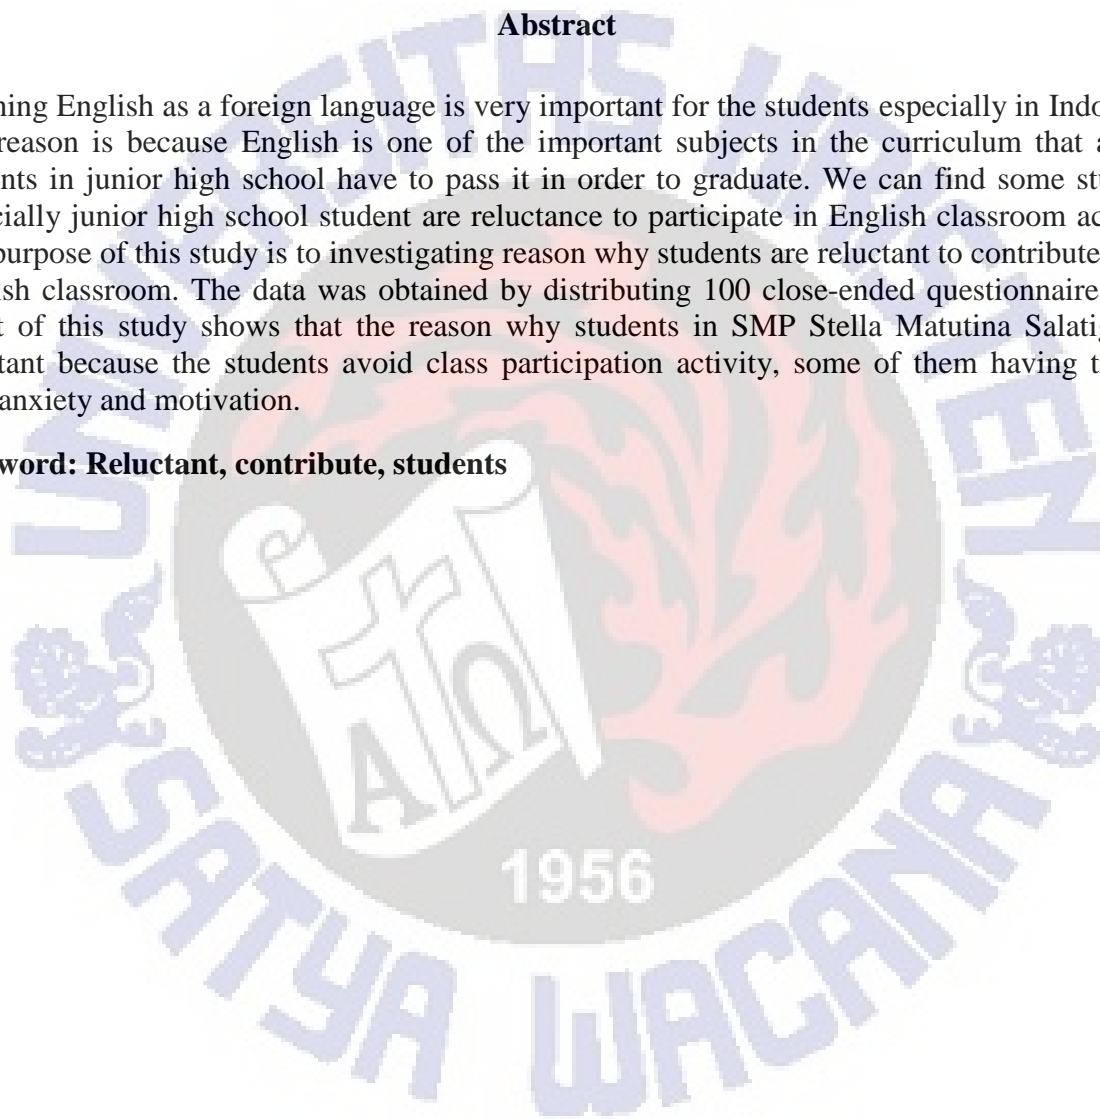 Abstract
ning English as a foreign language is very important for the students especially in Indo
reason is because English is one of the important subjects in the curriculum that a
nts in junior high school have to pass it in order to graduate. We can find some stu
cially junior high school student are reluctance to participate in English classroom ac
purpose of this study is to investigating reason why students are reluctant to contribute
ish classroom. The data was obtained by distributing 100 close-ended questionnaire
t of this study shows that the reason why students in SMP Stella Matutina Salatig
tant because the students avoid class participation activity, some of them having t
anxiety and motivation.
word: Reluctant, contribute, students
UNIVERSITAS KRISTEN
A Ω
1956
SATYA WACANA